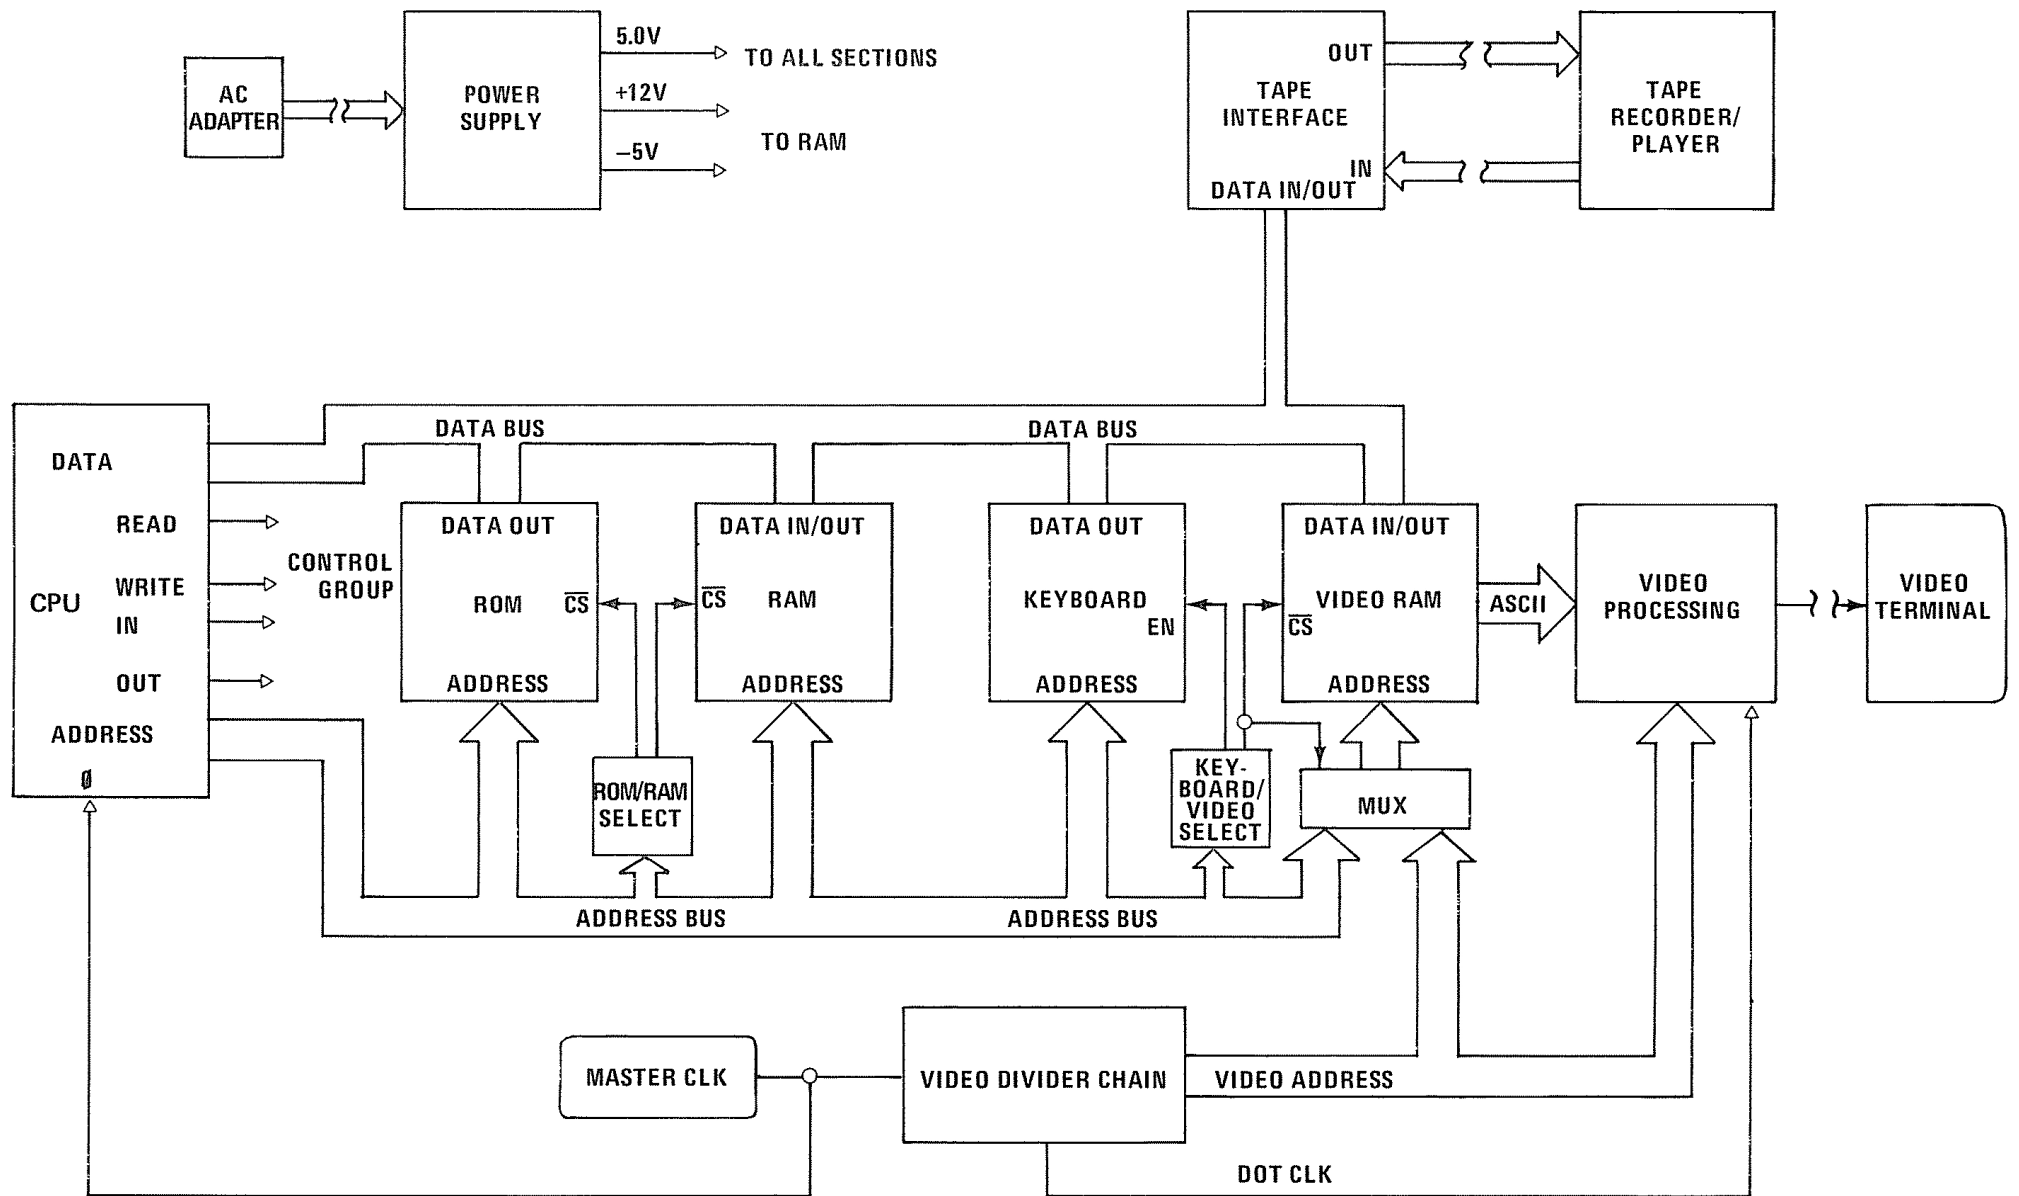 AC
ADAPTER
POWER
SUPPLY
5.0V
+12V
−5V
TO ALL SECTIONS
TO RAM
TAPE
INTERFACE
OUT
IN
DATA IN/OUT
TAPE
RECORDER/
PLAYER
CPU
DATA
READ
WRITE
IN
OUT
ADDRESS
Ø
CONTROL
GROUP
DATA BUS
DATA BUS
DATA OUT
ROM
CS
ADDRESS
DATA IN/OUT
CS
RAM
ADDRESS
DATA OUT
KEYBOARD
EN
ADDRESS
DATA IN/OUT
VIDEO RAM
CS
ADDRESS
ASCII
VIDEO
PROCESSING
VIDEO
TERMINAL
ROM/RAM
SELECT
KEY-
BOARD/
VIDEO
SELECT
MUX
ADDRESS BUS
ADDRESS BUS
MASTER CLK
VIDEO DIVIDER CHAIN
VIDEO ADDRESS
DOT CLK